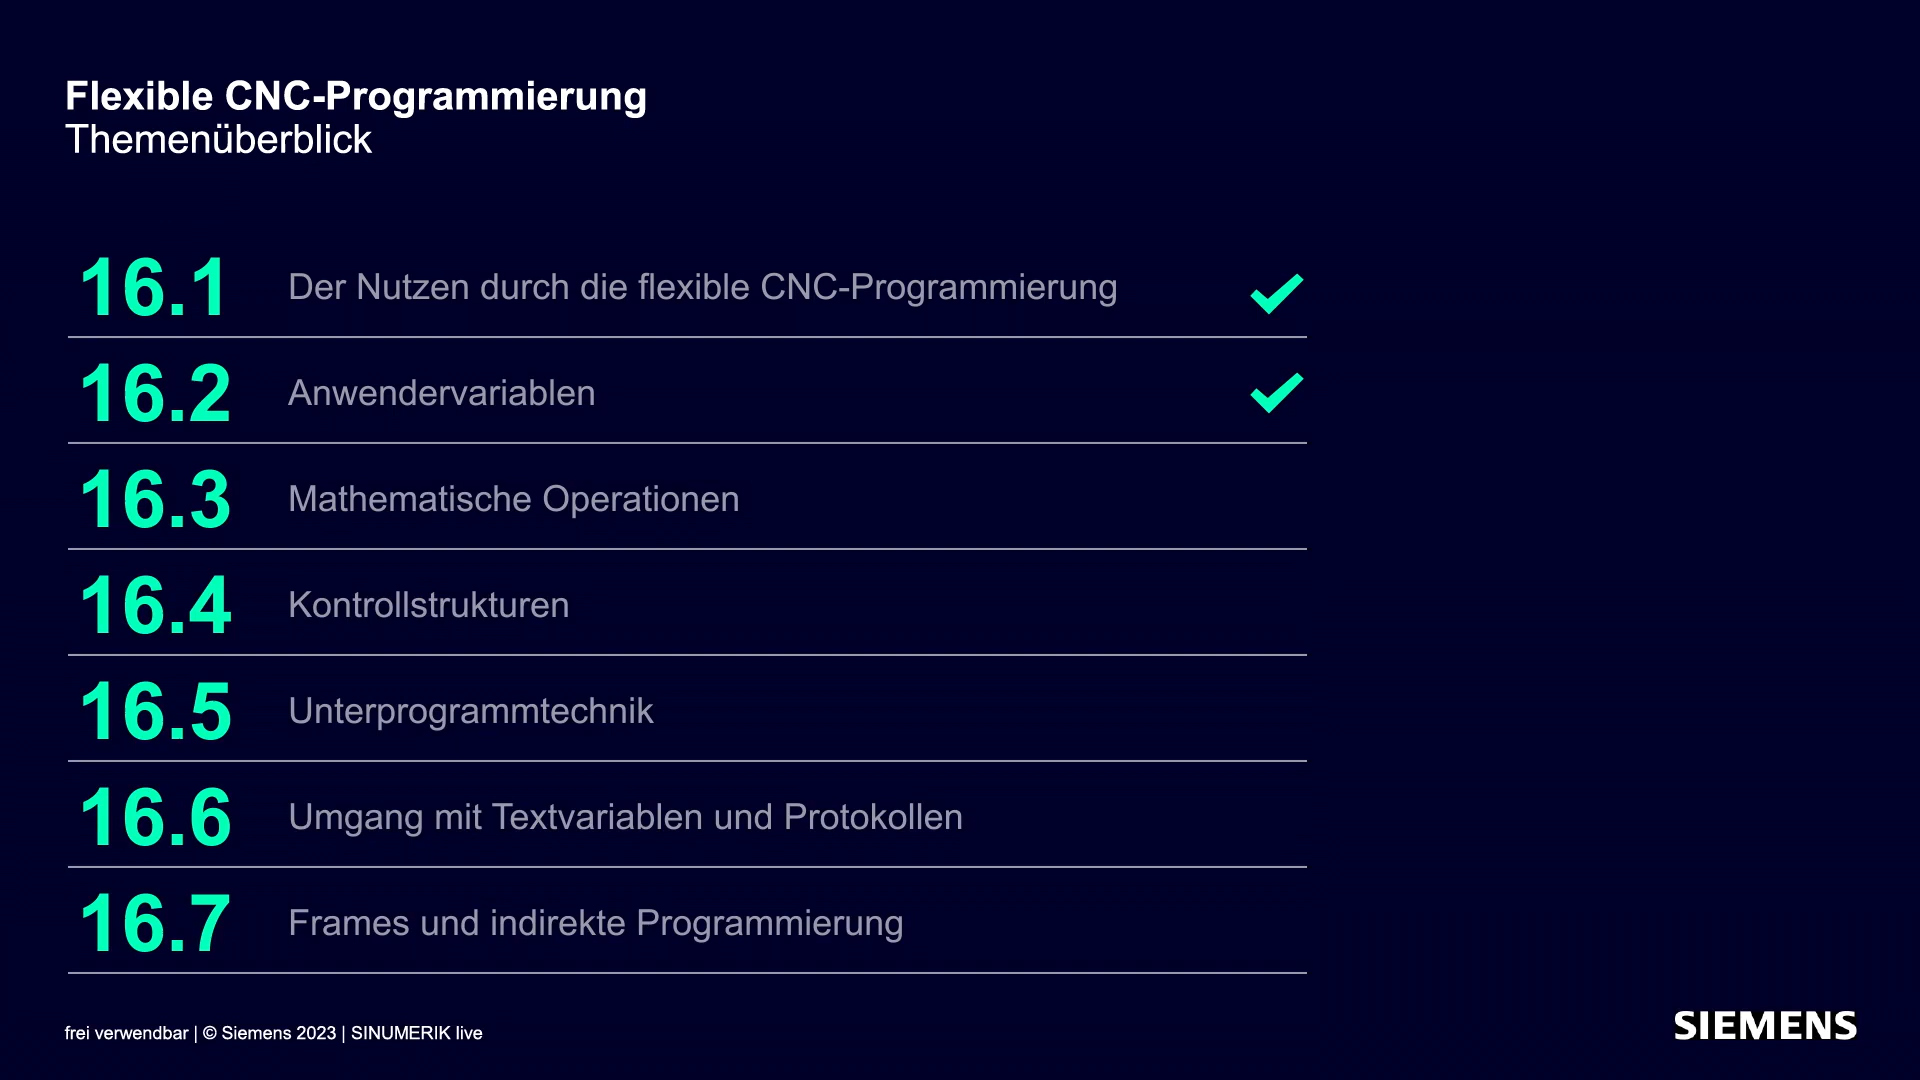 Flexible CNC-Programmierung
Themenüberblick
16.1 Der Nutzen durch die flexible CNC-Programmierung
16.2 Anwendervariablen
16.3 Mathematische Operationen
16.4 Kontrollstrukturen
16.5 Unterprogrammtechnik
16.6 Umgang mit Textvariablen und Protokollen
16.7 Frames und indirekte Programmierung
frei verwendbar | © Siemens 2023 | SINUMERIK live
SIEMENS